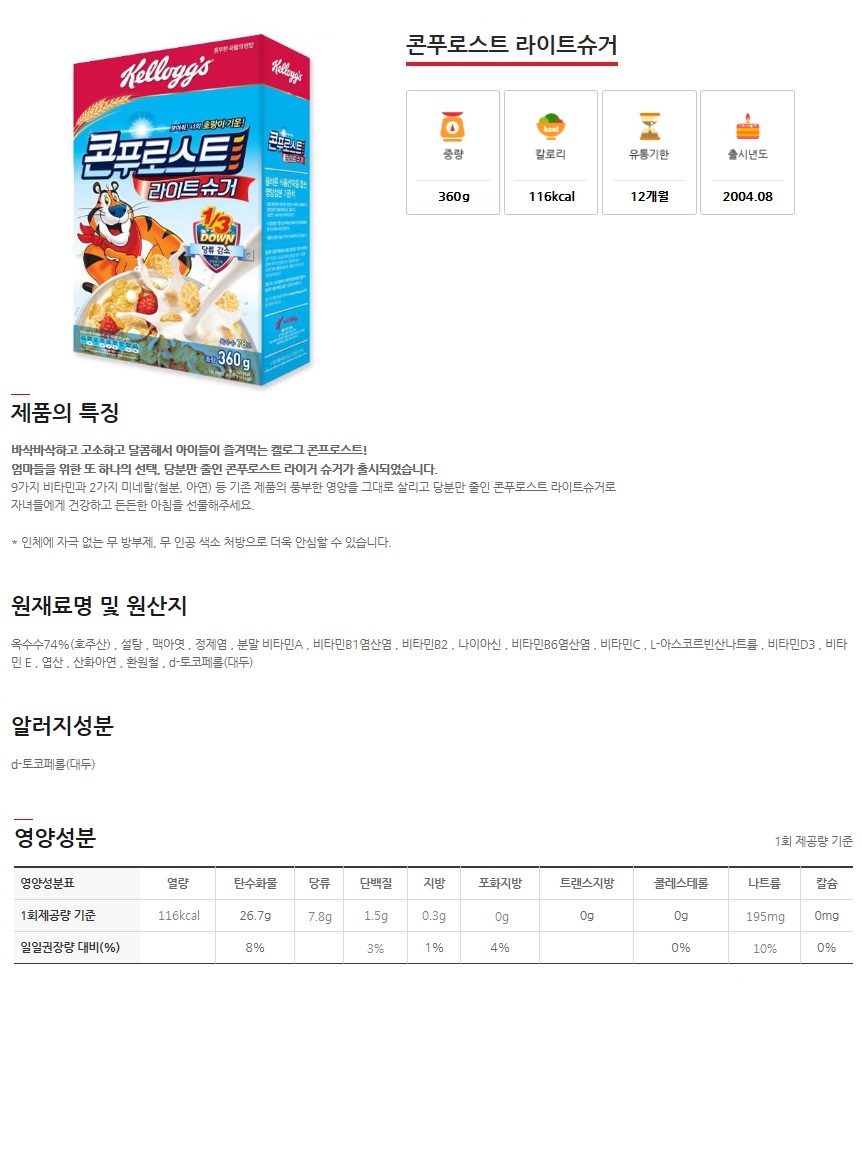 콘푸로스트 라이트슈거
Kellogg's
Kellogg's
호랑이 기운!
콘푸로스트
콘푸로스트
라이트슈거
1/3
DOWN
당류 감소
360g
중량
칼로리
유통기한
출시년도
360g
116kcal
12개월
2004.08
제품의 특징
바삭바삭하고 고소하고 달콤해서 아이들이 즐겨먹는 켈로그 콘프로스트!
엄마들을 위한 또 하나의 선택, 당분만 줄인 콘푸로스트 라이거 슈거가 출시되었습니다.
9가지 비타민과 2가지 미네랄(철분, 아연) 등 기존 제품의 풍부한 영양을 그대로 살리고 당분만 줄인 콘푸로스트 라이트슈거로
자녀들에게 건강하고 든든한 아침을 선물해주세요.
* 인체에 자극 없는 무 방부제, 무 인공 색소 처방으로 더욱 안심할 수 있습니다.
원재료명 및 원산지
옥수수74%(호주산) , 설탕 , 맥아엿 , 정제염 , 분말 비타민A , 비타민B1염산염 , 비타민B2 , 나이아신 , 비타민B6염산염 , 비타민C , L-아스코르빈산나트륨 , 비타민D3 , 비타
민 E , 엽산 , 산화아연 , 환원철 , d-토코페롤(대두)
알러지성분
d-토코페롤(대두)
영양성분
1회 제공량 기준
영양성분표 열량 탄수화물 당류 단백질 지방 포화지방 트랜스지방 콜레스테롤 나트륨 칼슘
1회제공량 기준 116kcal 26.7g 7.8g 1.5g 0.3g 0g 0g 0g 195mg 0mg
일일권장량 대비(%) 8% 3% 1% 4% 0% 10% 0%